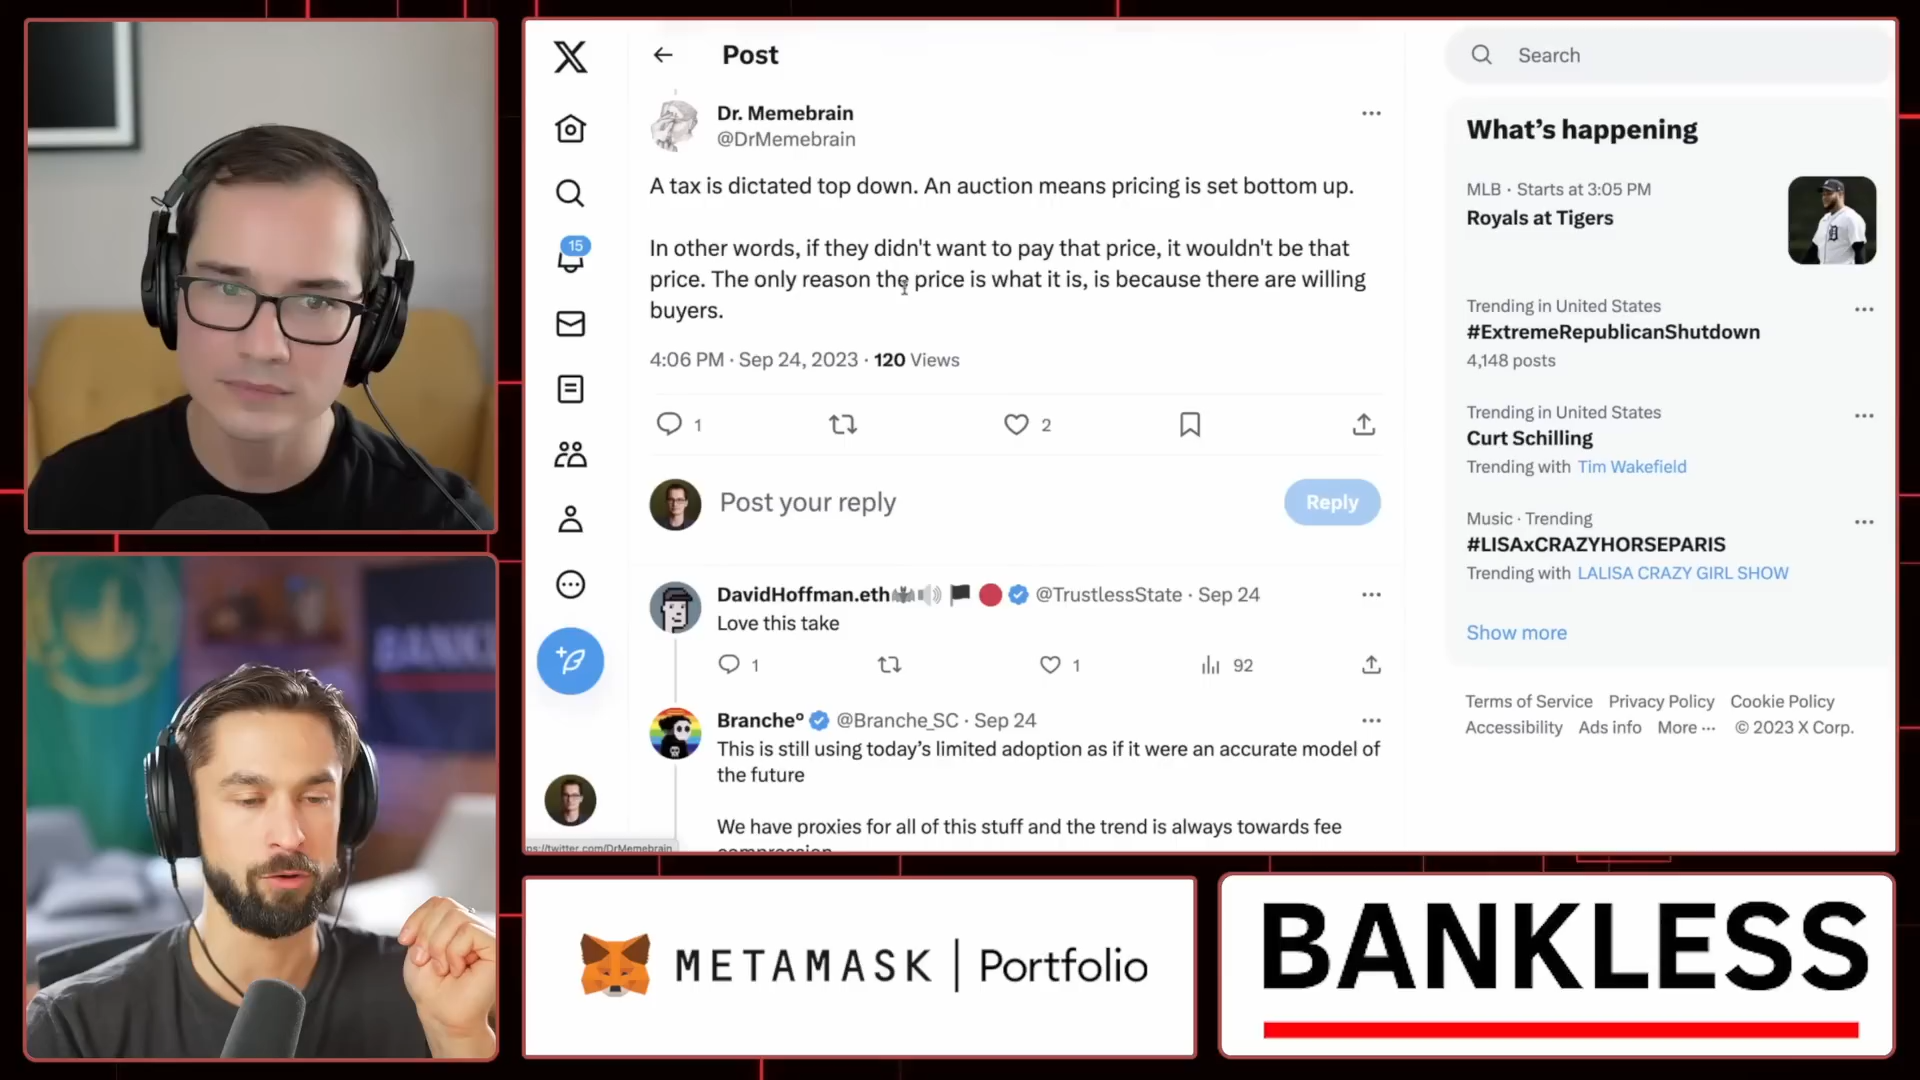 Post
Search
Dr. Memebrain
@DrMemebrain
A tax is dictated top down. An auction means pricing is set bottom up.
In other words, if they didn't want to pay that price, it wouldn't be that
price. The only reason the price is what it is, is because there are willing
buyers.
4:06 PM · Sep 24, 2023 · 120 Views
1
2
15
Post your reply
Reply
DavidHoffman.eth @TrustlessState · Sep 24
Love this take
1
1
92
Branche° @Branche_SC · Sep 24
This is still using today's limited adoption as if it were an accurate model of
the future
We have proxies for all of this stuff and the trend is always towards fee
compression
ps://twitter.com/DrMemebrain
What's happening
MLB · Starts at 3:05 PM
Royals at Tigers
Trending in United States
#ExtremeRepublicanShutdown
4,148 posts
Trending in United States
Curt Schilling
Trending with Tim Wakefield
Music · Trending
#LISAxCRAZYHORSEPARIS
Trending with LALISA CRAZY GIRL SHOW
Show more
Terms of Service Privacy Policy Cookie Policy
Accessibility Ads info More ··· © 2023 X Corp.
BANK
METAMASK | Portfolio
BANKLESS